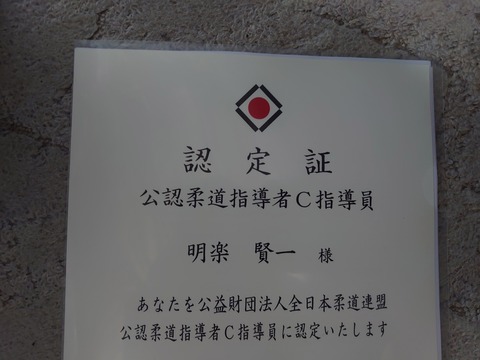 認定証
公認柔道指導者C指導員
明楽 賢一 様
あなたを公益財団法人全日本柔道連盟
公認柔道指導者C指導員に認定いたします